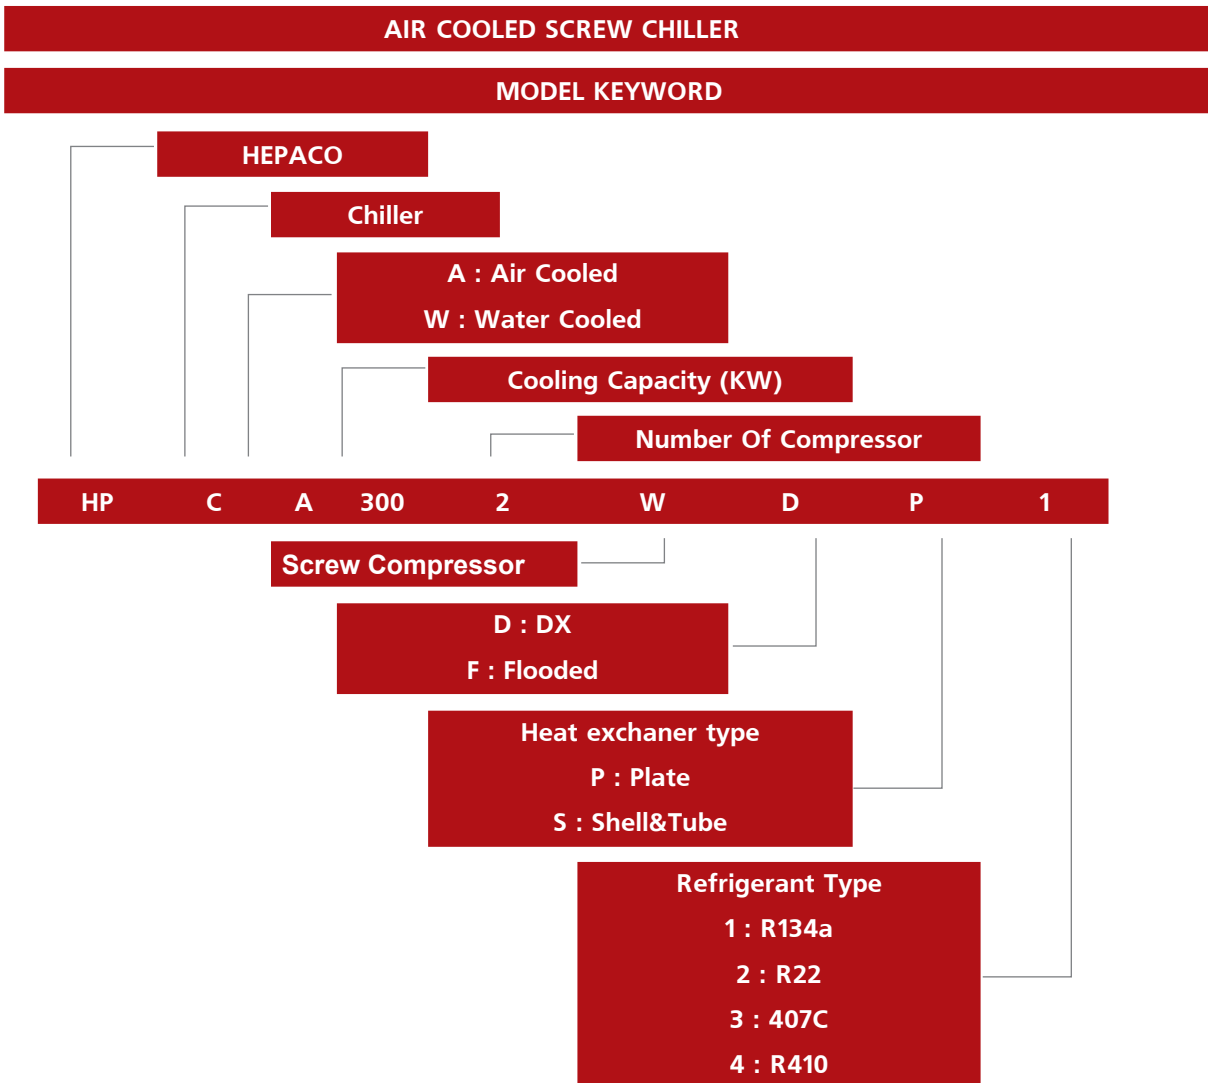 AIR COOLED SCREW CHILLER
MODEL KEYWORD
HEPACO
Chiller
A : Air Cooled
W : Water Cooled
Cooling Capacity (KW)
Number Of Compressor
HP C A 300 2 W D P 1
Screw Compressor
D : DX
F : Flooded
Heat exchaner type
P : Plate
S : Shell&Tube
Refrigerant Type
1 : R134a
2 : R22
3 : 407C
4 : R410